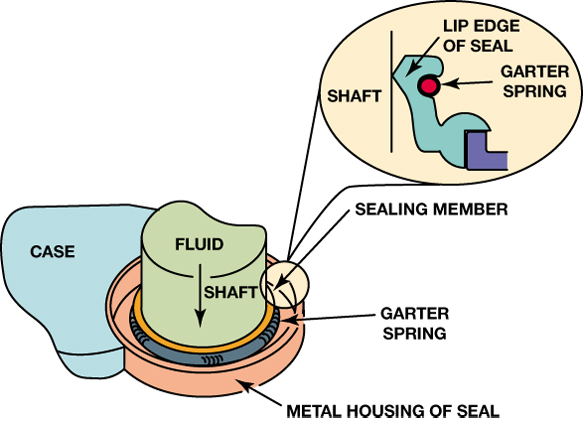 LIP EDGE
OF SEAL
GARTER
SPRING
SHAFT
SEALING MEMBER
CASE
FLUID
SHAFT
GARTER
SPRING
METAL HOUSING OF SEAL